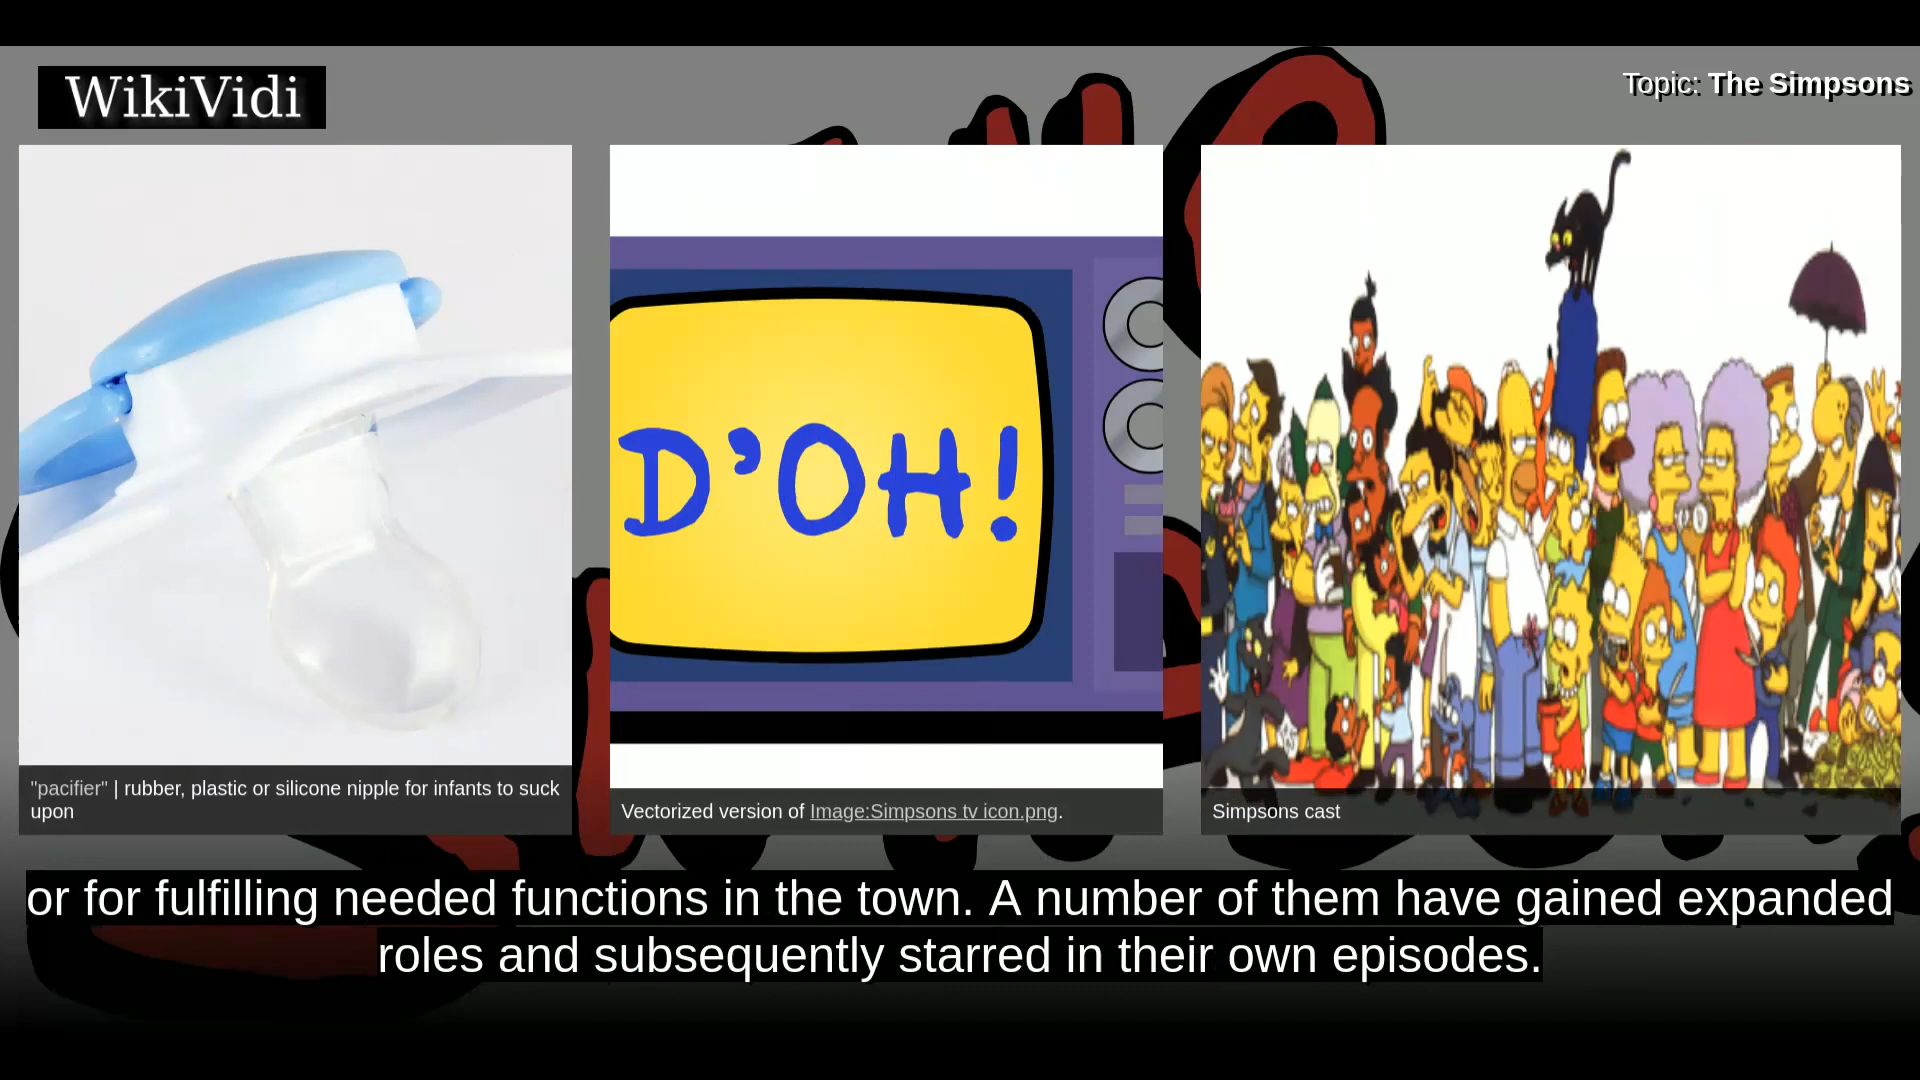 WikiVidi
Topic: The Simpsons
D'OH!
"pacifier" | rubber, plastic or silicone nipple for infants to suck
upon
Vectorized version of Image:Simpsons tv icon.png.
Simpsons cast
or for fulfilling needed functions in the town. A number of them have gained expanded
roles and subsequently starred in their own episodes.